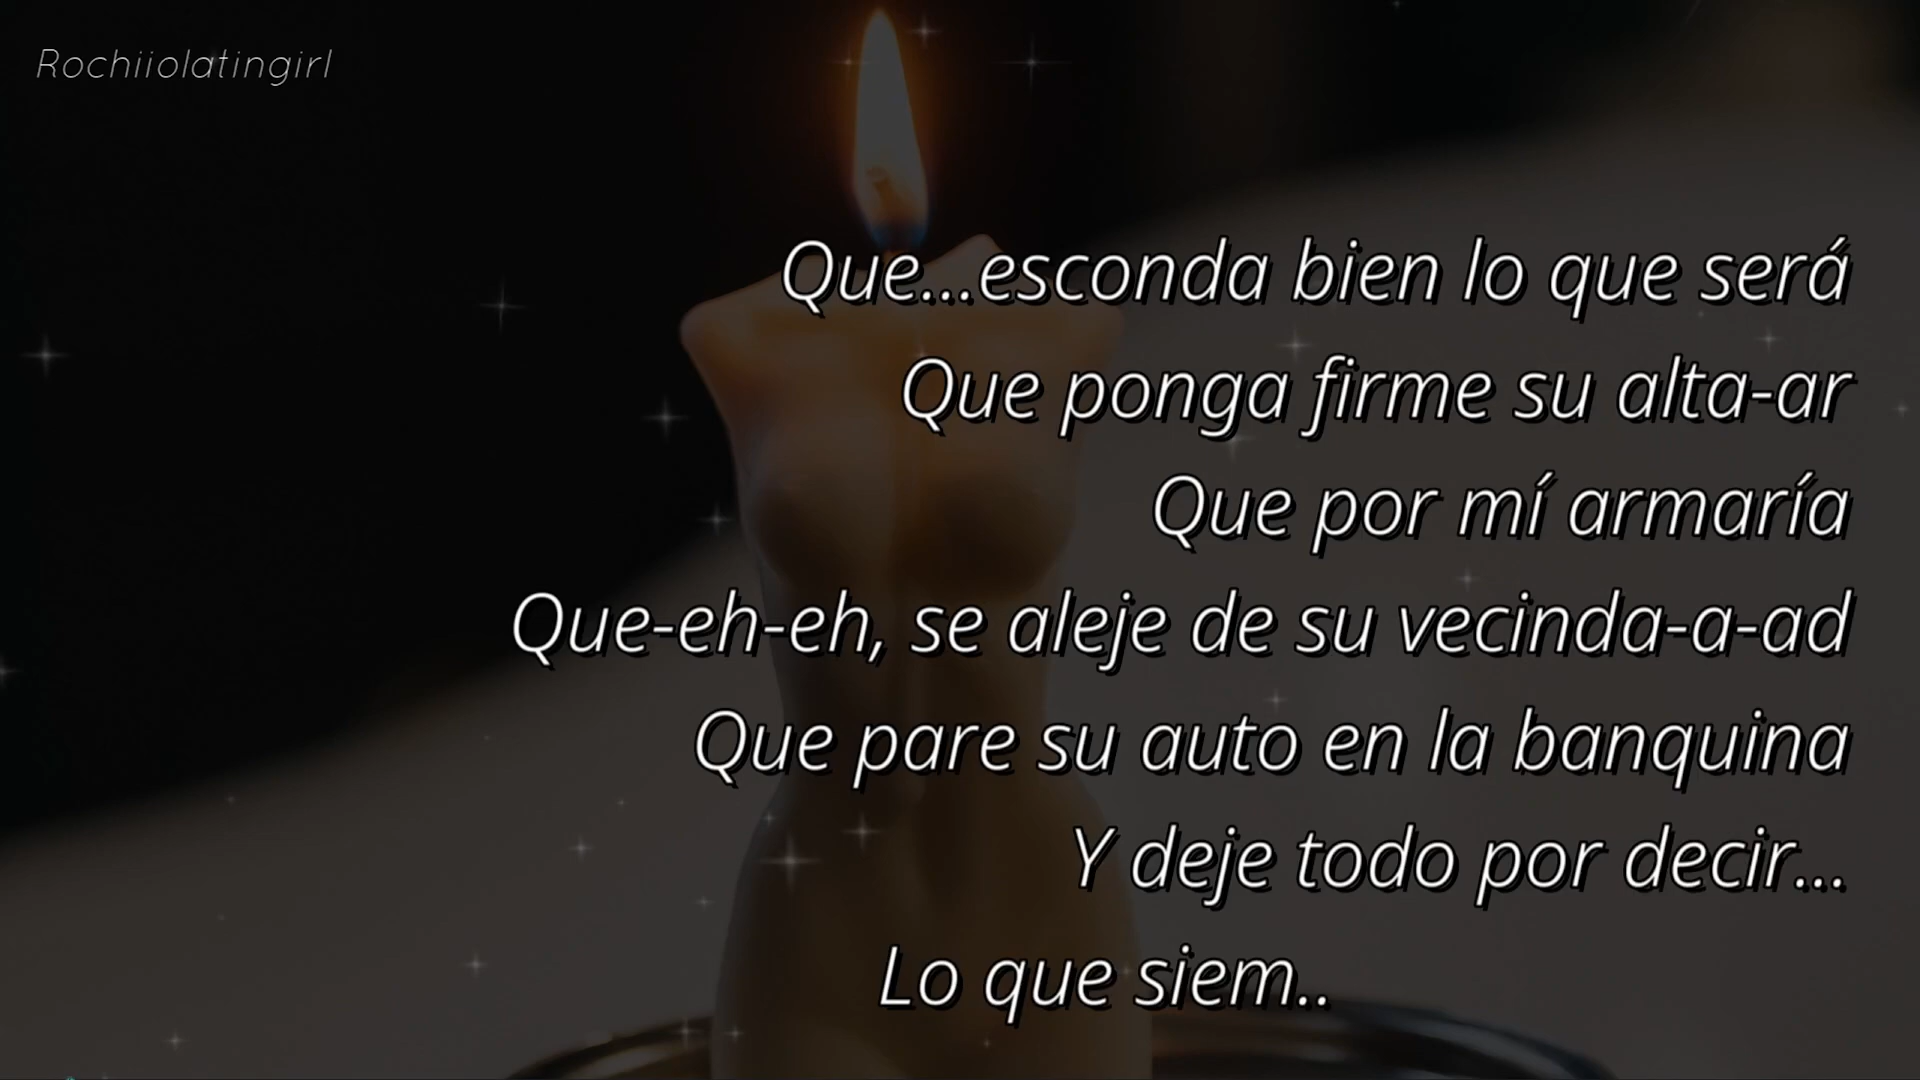 Rochiiolatingirl
Que...esconda bien lo que será
Que ponga firme su alta-ar
Que por mí armaría
Que-eh-eh, se aleje de su vecinda-a-ad
Que pare su auto en la banquina
Y deje todo por decir...
Lo que siem..